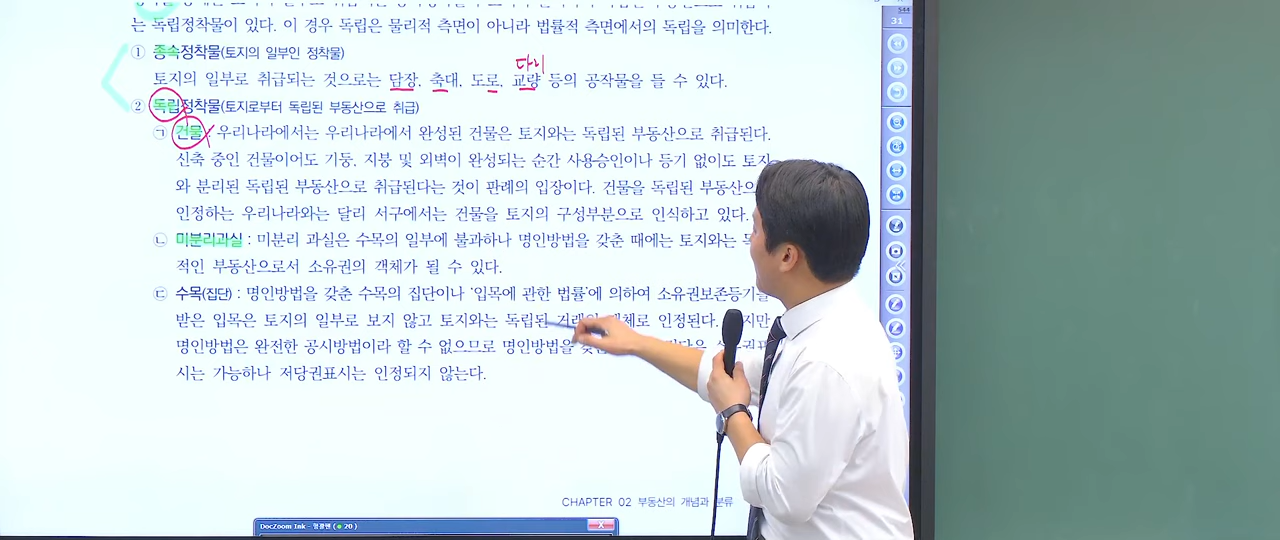 는 독립정착물이 있다. 이 경우 독립은 물리적 측면이 아니라 법률적 측면에서의 독립을 의미한다.
① 종속정착물(토지의 일부인 정착물)
다리
토지의 일부로 취급되는 것으로는 담장, 축대, 도로, 교량 등의 공작물을 들 수 있다.
② 독립정착물(토지로부터 독립된 부동산으로 취급)
㉠ 건물 : 우리나라에서는 우리나라에서 완성된 건물은 토지와는 독립된 부동산으로 취급된다.
신축 중인 건물이어도 기둥, 지붕 및 외벽이 완성되는 순간 사용승인이나 등기 없이도 토지
와 분리된 독립된 부동산으로 취급된다는 것이 판례의 입장이다. 건물을 독립된 부동산으
인정하는 우리나라와는 달리 서구에서는 건물을 토지의 구성부분으로 인식하고 있다.
㉡ 미분리과실 : 미분리 과실은 수목의 일부에 불과하나 명인방법을 갖춘 때에는 토지와는
적인 부동산으로서 소유권의 객체가 될 수 있다.
㉢ 수목(집단) : 명인방법을 갖춘 수목의 집단이나 '입목에 관한 법률'에 의하여 소유권보존등기를
받은 입목은 토지의 일부로 보지 않고 토지와는 독립된 거래의 객체로 인정된다. 하지만
명인방법은 완전한 공시방법이라 할 수 없으므로 명인방법을
시는 가능하나 저당권표시는 인정되지 않는다.
CHAPTER 02 부동산의 개념과 분류
DocZoom Ink - 형광펜 ( 20 )
544
31